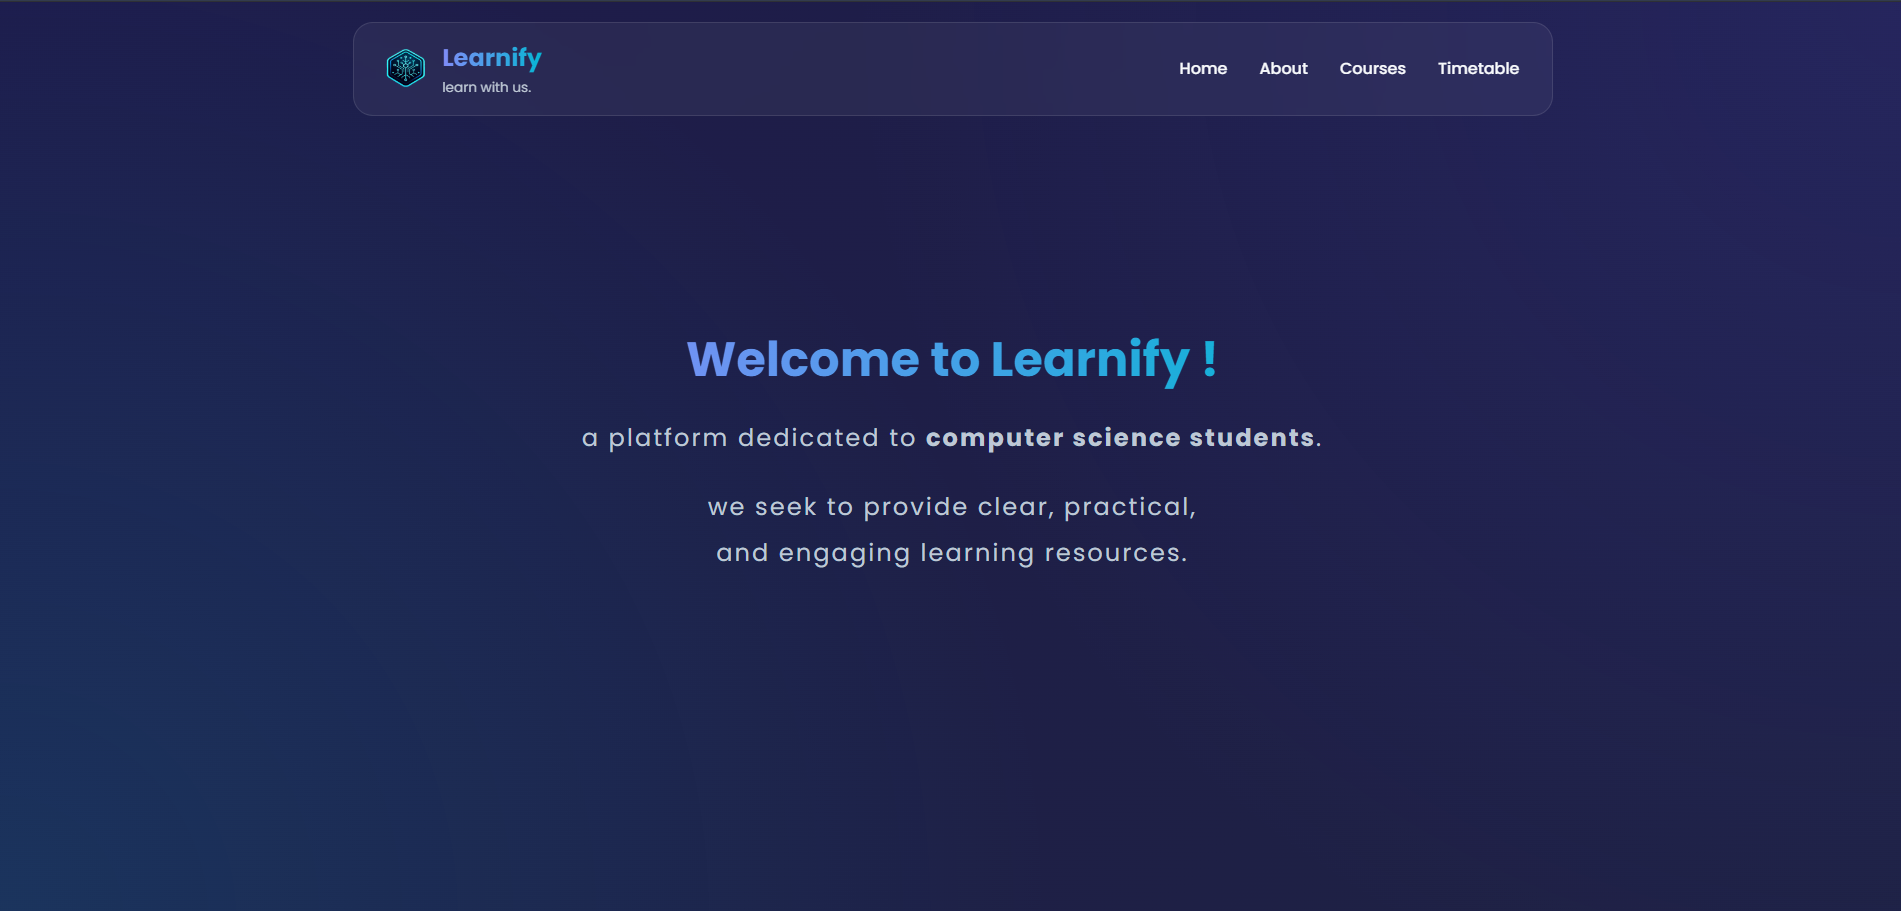 Learnify
learn with us.
Home About Courses Timetable
Welcome to Learnify !
a platform dedicated to computer science students.
we seek to provide clear, practical,
and engaging learning resources.